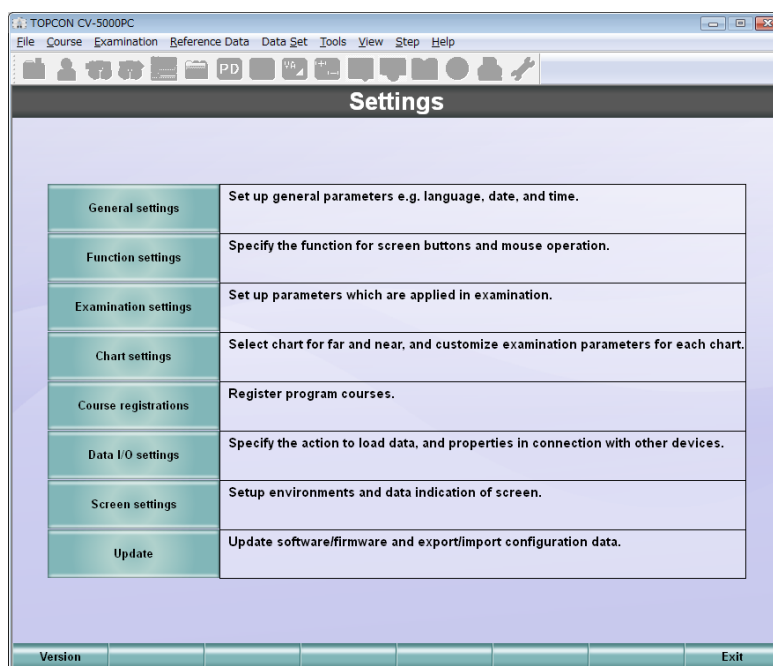 TOPCON CV-5000PC
File Course Examination Reference Data Data Set Tools View Step Help
PD VA
Settings
General settings Set up general parameters e.g. language, date, and time.
Function settings Specify the function for screen buttons and mouse operation.
Examination settings Set up parameters which are applied in examination.
Chart settings Select chart for far and near, and customize examination parameters for each chart.
Course registrations Register program courses.
Data I/O settings Specify the action to load data, and properties in connection with other devices.
Screen settings Setup environments and data indication of screen.
Update Update software/firmware and export/import configuration data.
Version Exit